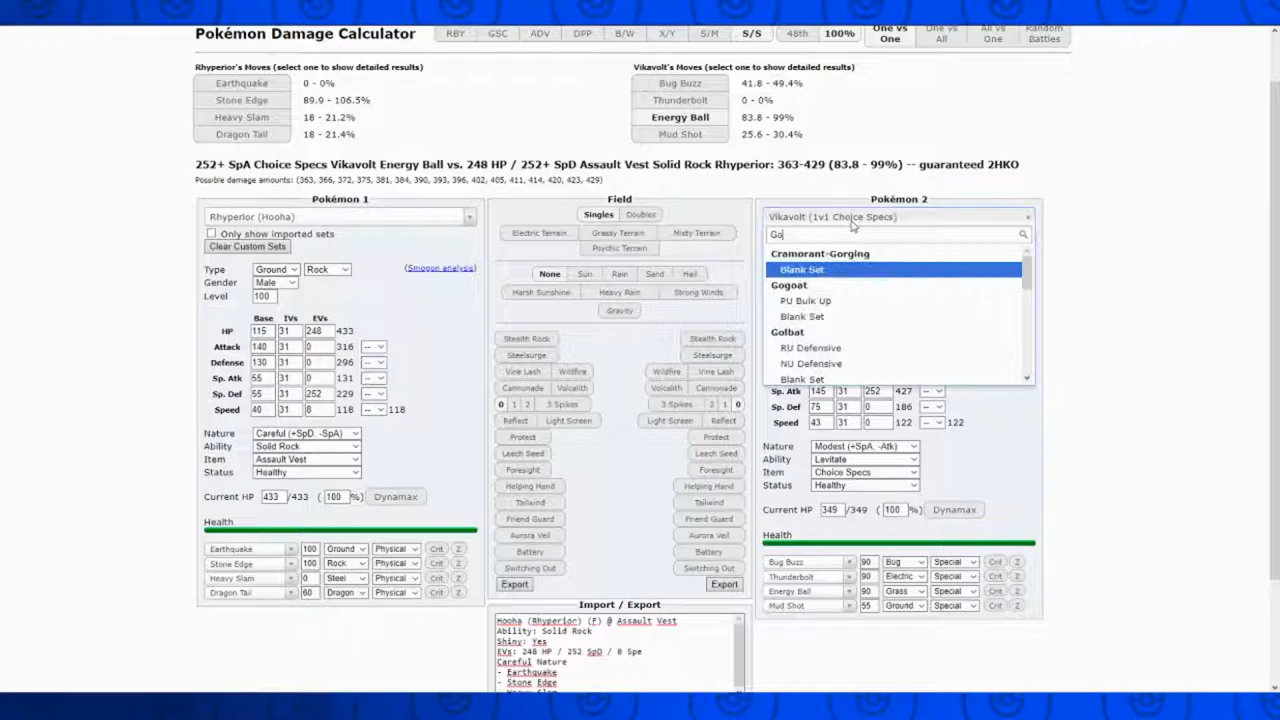 Pokémon Damage Calculator
RBY GSC ADV DPP B/W X/Y S/M S/S 48th 100% One vs One One vs All All vs One Random Battles
Rhyperior's Moves (select one to show detailed results)
Earthquake 0 - 0%
Stone Edge 89.9 - 106.5%
Heavy Slam 18 - 21.2%
Dragon Tail 18 - 21.4%
Vikavolt's Moves (select one to show detailed results)
Bug Buzz 41.8 - 49.4%
Thunderbolt 0 - 0%
Energy Ball 83.8 - 99%
Mud Shot 25.6 - 30.4%
252+ SpA Choice Specs Vikavolt Energy Ball vs. 248 HP / 252+ SpD Assault Vest Solid Rock Rhyperior: 363-429 (83.8 - 99%) -- guaranteed 2HKO
Possible damage amounts: (363, 366, 372, 375, 381, 384, 390, 393, 396, 402, 405, 411, 414, 420, 423, 429)
Pokémon 1
Rhyperior (Hooha)
Only show imported sets
Clear Custom Sets
Type Ground Rock (Smogon analysis)
Gender Male
Level 100
Base IVs EVs
HP 115 31 248 433
Attack 140 31 0 316 --
Defense 130 31 0 296 --
Sp. Atk 55 31 0 131 --
Sp. Def 55 31 252 229 --
Speed 40 31 8 118 -- 118
Nature Careful (+SpD, -SpA)
Ability Solid Rock
Item Assault Vest
Status Healthy
Current HP 433 /433 ( 100 %) Dynamax
Health
Earthquake 100 Ground Physical Crit Z
Stone Edge 100 Rock Physical Crit Z
Heavy Slam 0 Steel Physical Crit Z
Dragon Tail 60 Dragon Physical Crit Z
Field
Singles Doubles
Electric Terrain Grassy Terrain Misty Terrain
Psychic Terrain
None Sun Rain Sand Hail
Harsh Sunshine Heavy Rain Strong Winds
Gravity
Stealth Rock Stealth Rock
Steelsurge Steelsurge
Vine Lash Wildfire Wildfire Vine Lash
Cannonade Volcalith Volcalith Cannonade
0 1 2 3 Spikes 3 Spikes 2 1 0
Reflect Light Screen Light Screen Reflect
Protect Protect
Leech Seed Leech Seed
Foresight Foresight
Helping Hand Helping Hand
Tailwind Tailwind
Friend Guard Friend Guard
Aurora Veil Aurora Veil
Battery Battery
Switching Out Switching Out
Export Export
Import / Export
Hooha (Rhyperior) (F) @ Assault Vest
Ability: Solid Rock
Shiny: Yes
EVs: 248 HP / 252 SpD / 8 Spe
Careful Nature
- Earthquake
- Stone Edge
- Heavy Slam
Pokémon 2
Vikavolt (1v1 Choice Specs)
Go
Cramorant-Gorging
Blank Set
Gogoat
PU Bulk Up
Blank Set
Golbat
RU Defensive
NU Defensive
Blank Set
Sp. Atk 145 31 252 427 --
Sp. Def 75 31 0 186 --
Speed 43 31 0 122 -- 122
Nature Modest (+SpA, -Atk)
Ability Levitate
Item Choice Specs
Status Healthy
Current HP 349 /349 ( 100 %) Dynamax
Health
Bug Buzz 90 Bug Special Crit Z
Thunderbolt 90 Electric Special Crit Z
Energy Ball 90 Grass Special Crit Z
Mud Shot 55 Ground Special Crit Z